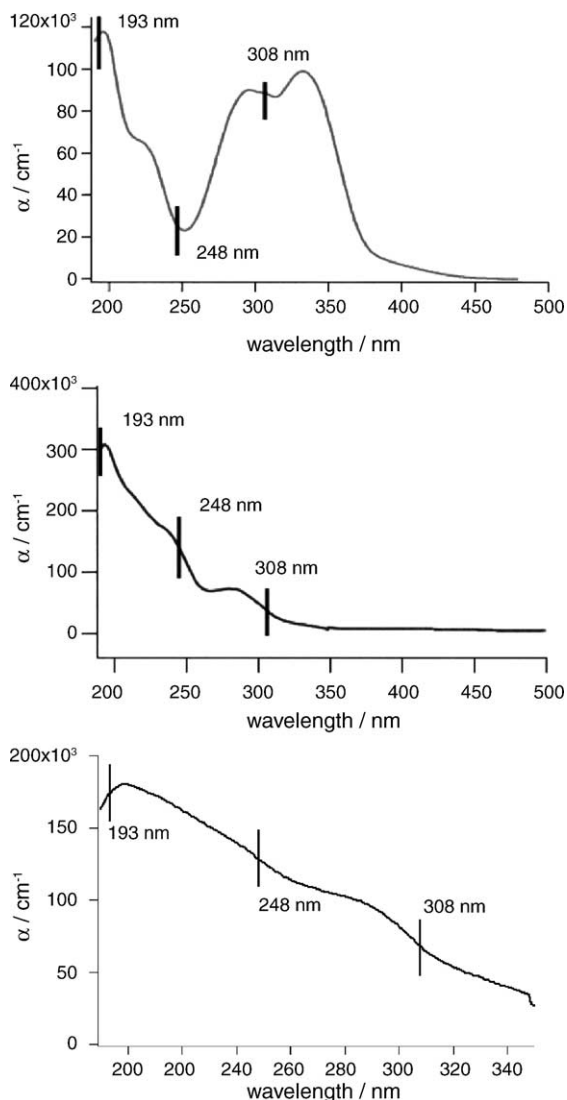 120x10³
193 nm
308 nm
100
80
60
α / cm⁻¹
40
248 nm
20
0
200 250 300 350 400 450 500
wavelength / nm
400x10³
193 nm
300
248 nm
200
α / cm⁻¹
308 nm
100
0
200 250 300 350 400 450 500
wavelength / nm
200x10³
150
193 nm
α / cm⁻¹
100
248 nm
308 nm
50
0
200 200 240 260 280 300 320 340
wavelength / nm